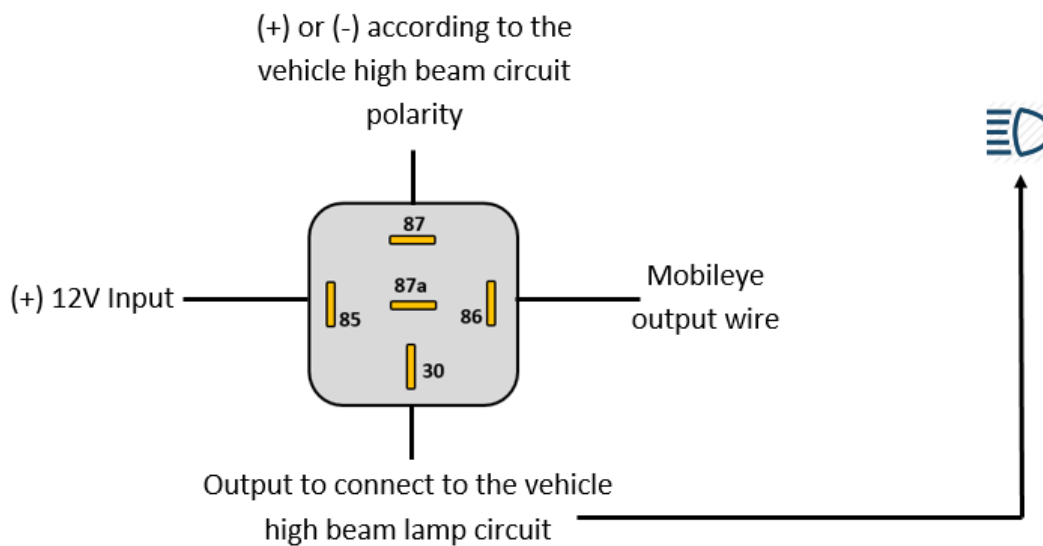 (+) or (-) according to the
vehicle high beam circuit
polarity
87
(+) 12V Input
87a
85
86
30
Mobileye
output wire
Output to connect to the vehicle
high beam lamp circuit